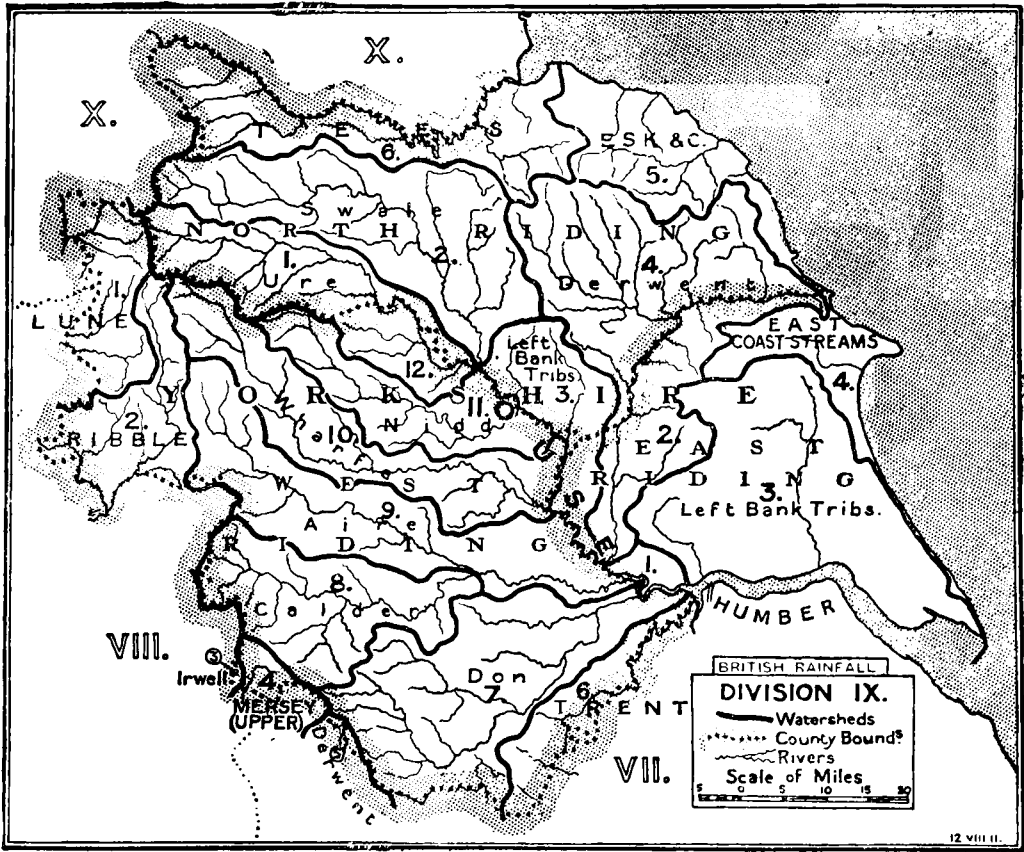 X.
X.
TEES
6.
ESK & C.
5.
Swale
NORTH RIDING
2.
1.
Ure
4.
Derwent
1.
LUNE
EAST
COAST STREAMS
Left
Bank
Tribs.
3.
12.
4.
YORKSHIRE
11.
Nidd
OUSE
2.
RIBBLE
10.
Wharfe
2.
EAST
RIDING
3.
Left Bank Tribs.
WEST
9.
Aire
RIDING
1.
8.
Calder
HUMBER
VIII.
3
Irwell
4.
MERSEY
(UPPER)
Don
7.
6.
TRENT
Derwent
VII.
BRITISH RAINFALL
DIVISION IX.
Watersheds
County Bounds
Rivers
Scale of Miles
5 0 5 10 15 20
12 VIII 11.